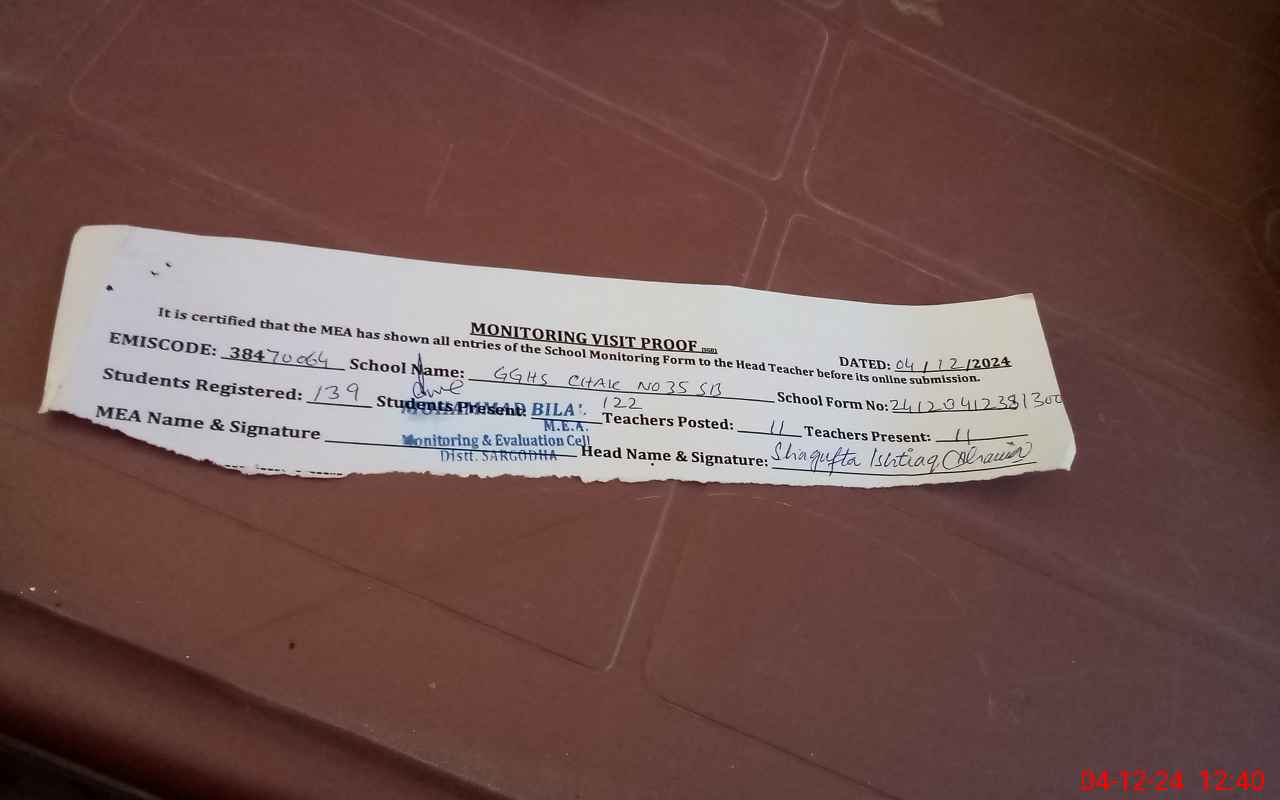 MONITORING VISIT PROOF
It is certified that the MEA has shown all entries of the School Monitoring Form to the Head Teacher before its online submission.
DATED: 04/12/2024
EMISCODE: 38470064 School Name: GGHS CHAK NO 35 SB School Form No:
Students Registered: 139 Students Present: 122 Teachers Posted: 11 Teachers Present: 11
MEA Name & Signature Head Name & Signature: Shagufta Ishtiaq
MUHAMMAD BILA
M.E.A.
Monitoring & Evaluation Cell
Distt. SARGODHA
04-12-24 12:40